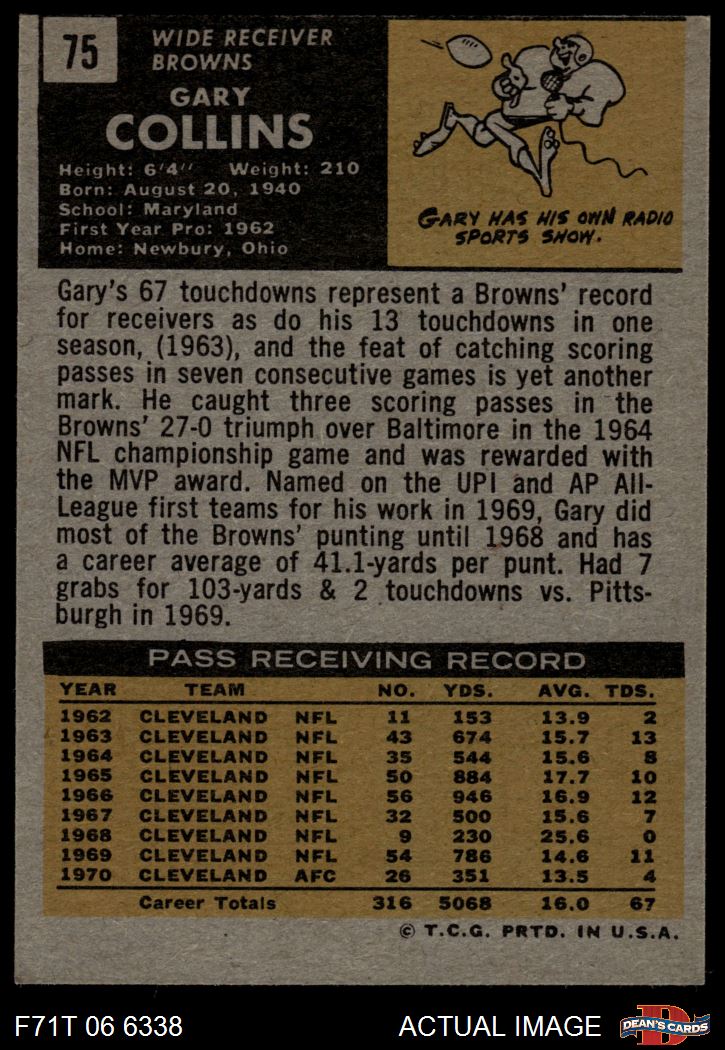 75
WIDE RECEIVER
BROWNS
GARY
COLLINS
Height: 6'4'' Weight: 210
Born: August 20, 1940
School: Maryland
First Year Pro: 1962
Home: Newbury, Ohio
GARY HAS HIS OWN RADIO
SPORTS SHOW.
Gary's 67 touchdowns represent a Browns' record
for receivers as do his 13 touchdowns in one
season, (1963), and the feat of catching scoring
passes in seven consecutive games is yet another
mark. He caught three scoring passes in the
Browns' 27-0 triumph over Baltimore in the 1964
NFL championship game and was rewarded with
the MVP award. Named on the UPI and AP All-
League first teams for his work in 1969, Gary did
most of the Browns' punting until 1968 and has
a career average of 41.1-yards per punt. Had 7
grabs for 103-yards & 2 touchdowns vs. Pitts-
burgh in 1969.
PASS RECEIVING RECORD
YEAR TEAM NO. YDS. AVG. TDS.
1962 CLEVELAND NFL 11 153 13.9 2
1963 CLEVELAND NFL 43 674 15.7 13
1964 CLEVELAND NFL 35 544 15.6 8
1965 CLEVELAND NFL 50 884 17.7 10
1966 CLEVELAND NFL 56 946 16.9 12
1967 CLEVELAND NFL 32 500 15.6 7
1968 CLEVELAND NFL 9 230 25.6 0
1969 CLEVELAND NFL 54 786 14.6 11
1970 CLEVELAND AFC 26 351 13.5 4
Career Totals 316 5068 16.0 67
© T.C.G. PRTD. IN U.S.A.
F71T 06 6338 ACTUAL IMAGE D DEAN'S CARDS